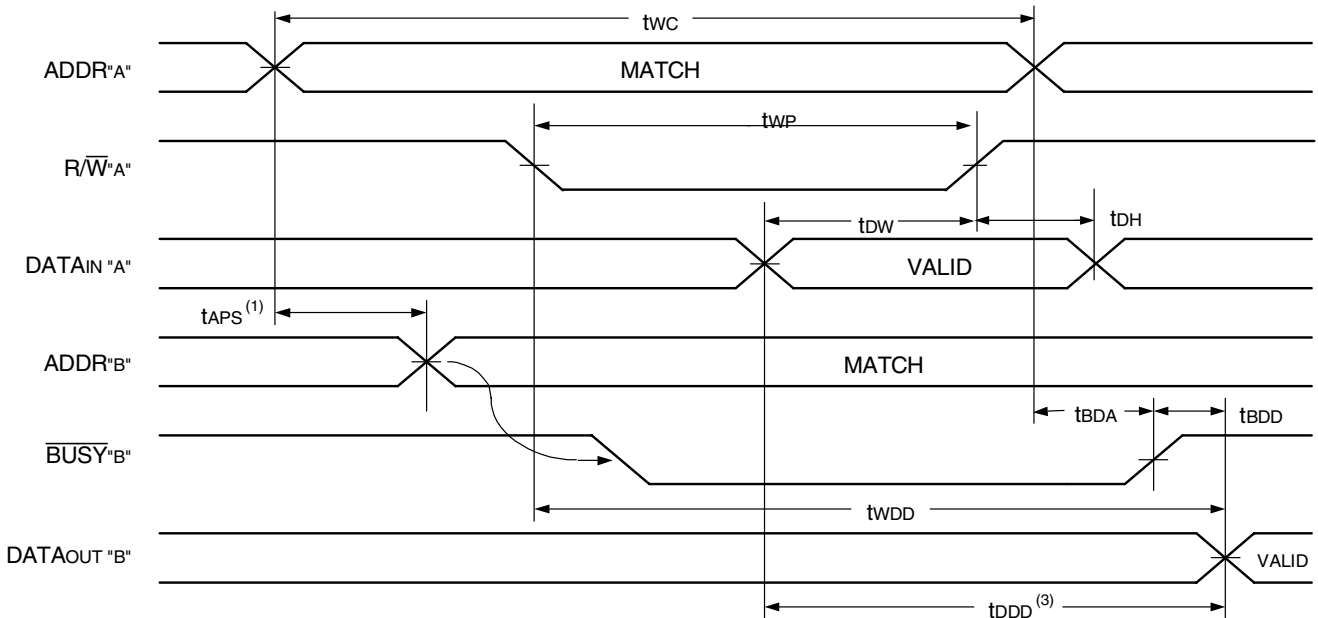 tWC
ADDR"A" MATCH
tWP
R/W̅"A"
tDW tDH
DATAIN "A" VALID
tAPS (1)
ADDR"B" MATCH
tBDA tBDD
B̅U̅S̅Y̅"B"
tWDD
DATAOUT "B" VALID
tDDD (3)